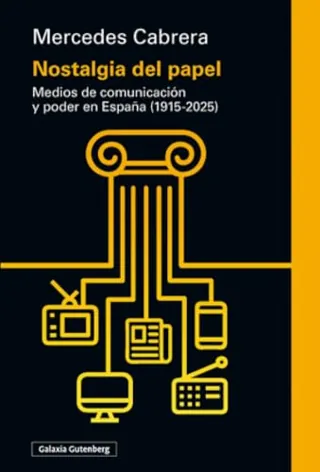 Mercedes Cabrera
Nostalgia del papel
Medios de comunicación
y poder en España (1915-2025)
Galaxia Gutenberg